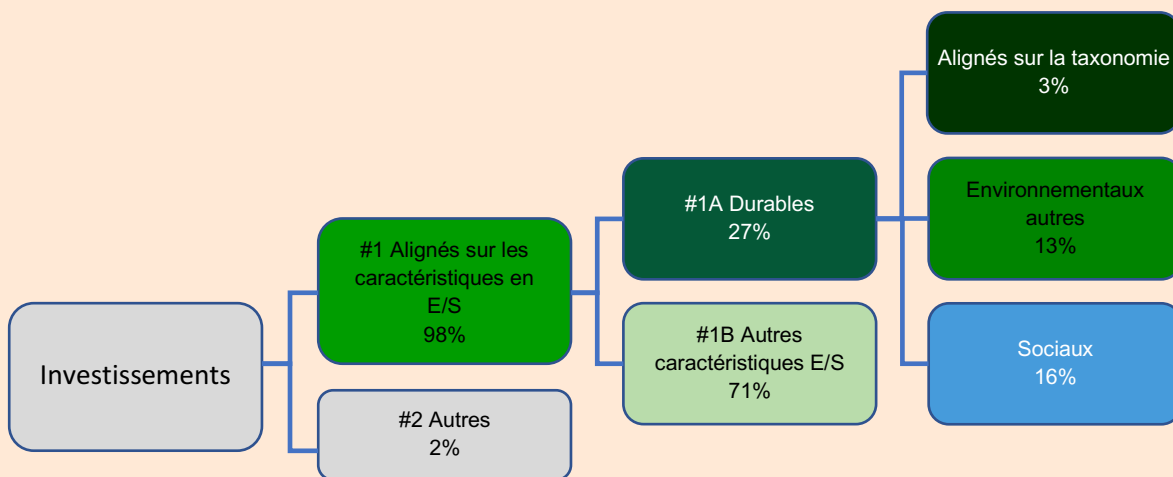 Investissements
#1 Alignés sur les
caractéristiques en
E/S
98%
#2 Autres
2%
#1A Durables
27%
#1B Autres
caractéristiques E/S
71%
Alignés sur la taxonomie
3%
Environnementaux
autres
13%
Sociaux
16%